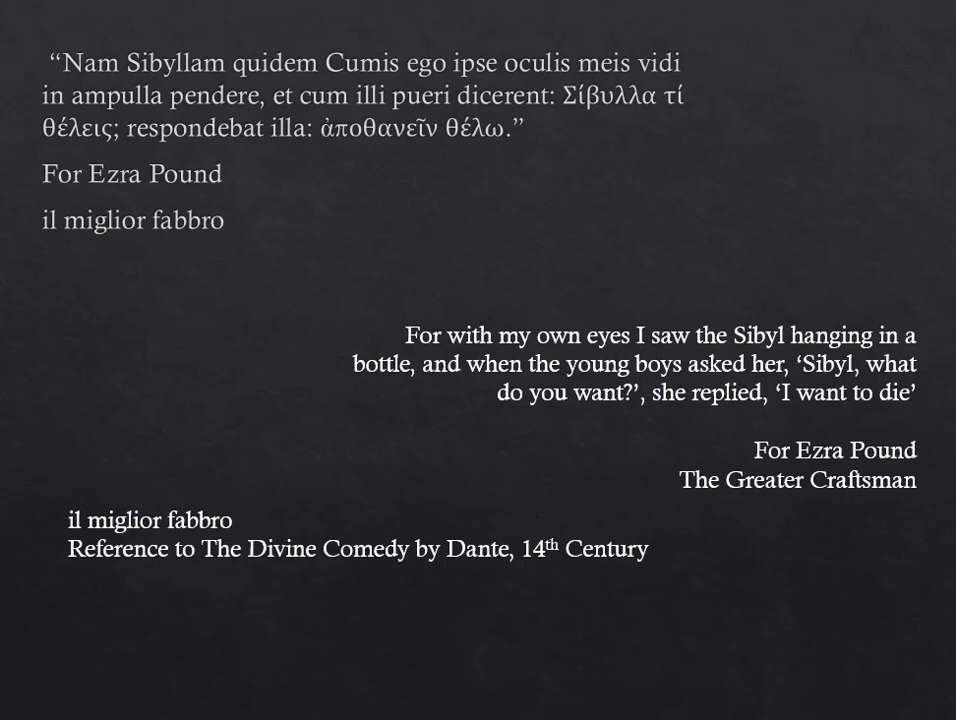 “Nam Sibyllam quidem Cumis ego ipse oculis meis vidi
in ampulla pendere, et cum illi pueri dicerent: Σίβυλλα τί
θέλεις; respondebat illa: ἀποθανεῖν θέλω.”
For Ezra Pound
il miglior fabbro
For with my own eyes I saw the Sibyl hanging in a
bottle, and when the young boys asked her, ‘Sibyl, what
do you want?’, she replied, ‘I want to die’
For Ezra Pound
The Greater Craftsman
il miglior fabbro
Reference to The Divine Comedy by Dante, 14th Century